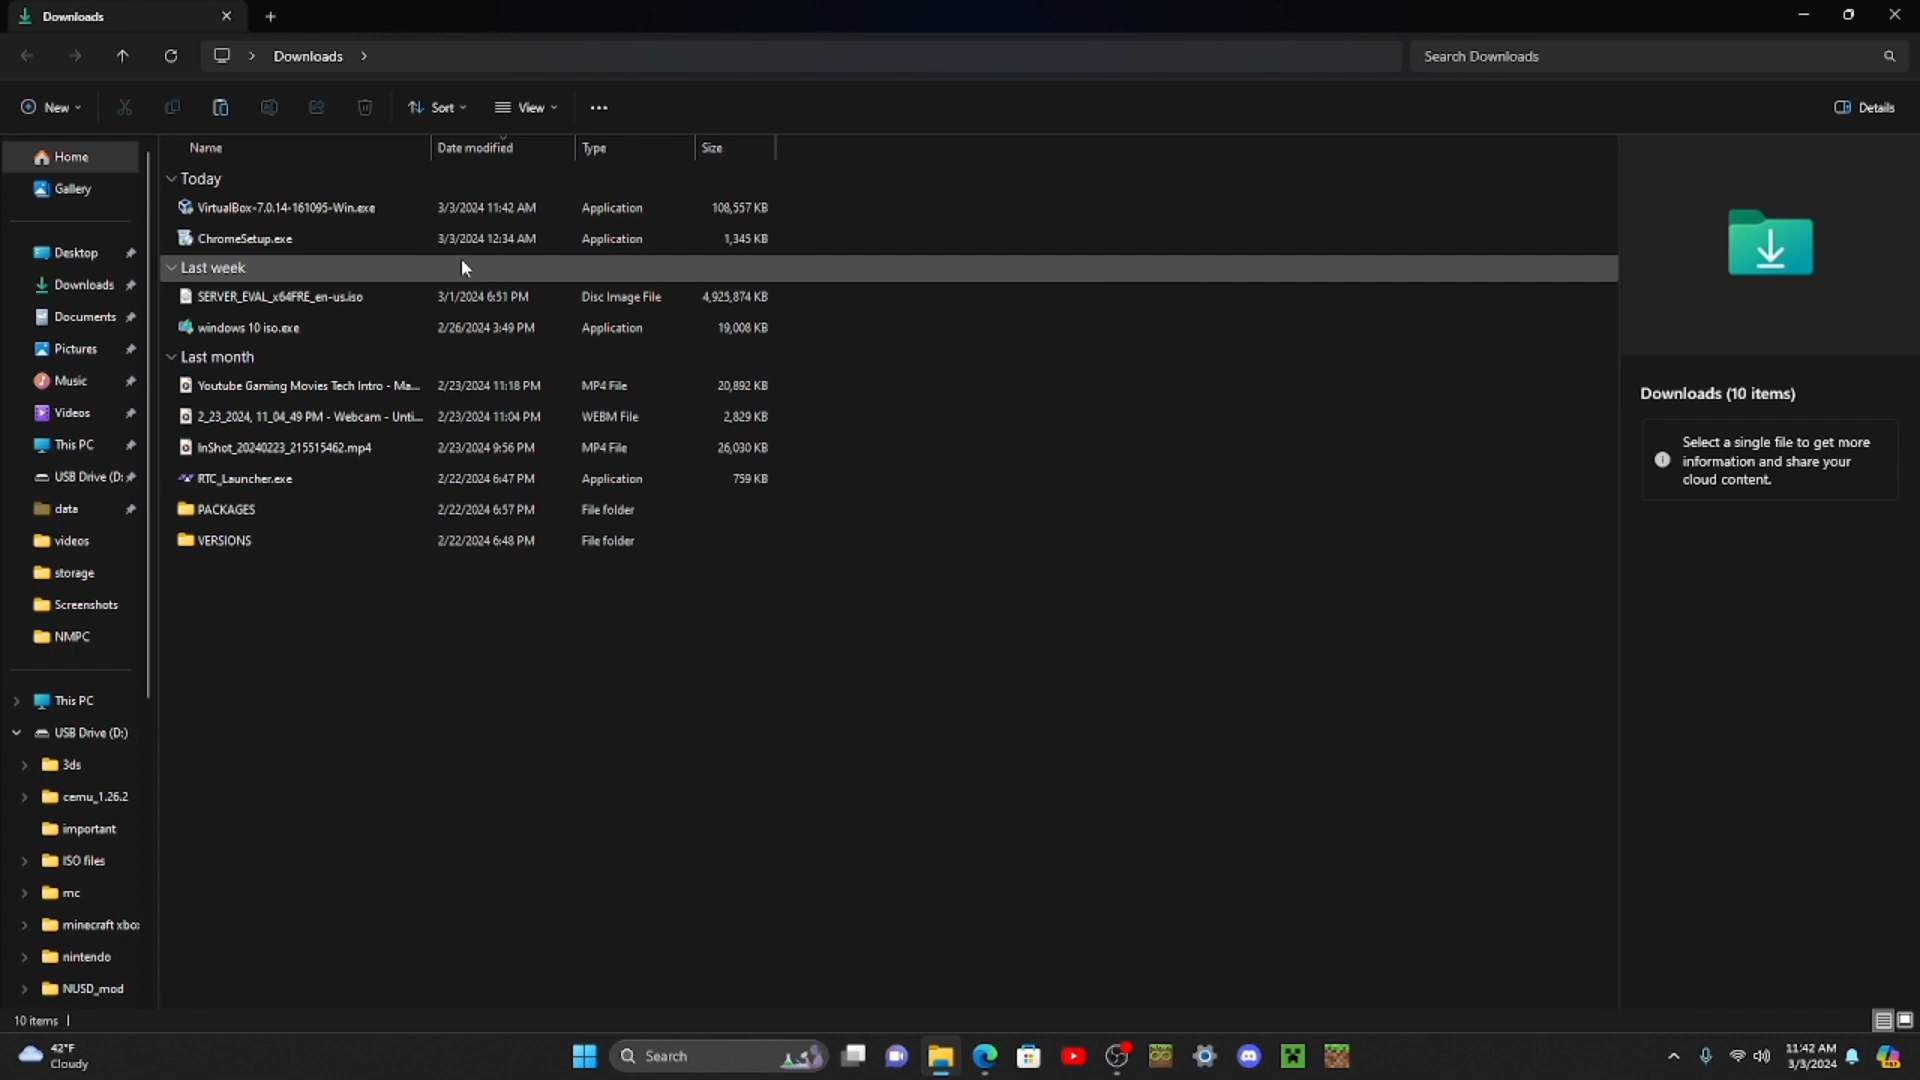 Downloads
Downloads
Search Downloads
New
Sort
View
Details
Home
Gallery
Desktop
Downloads
Documents
Pictures
Music
Videos
This PC
USB Drive (D:
data
videos
storage
Screenshots
NMPC
This PC
USB Drive (D:)
3ds
cemu_1.26.2
important
ISO files
mc
minecraft xbo
nintendo
NUSD_mod
Name Date modified Type Size
Today
VirtualBox-7.0.14-161095-Win.exe 3/3/2024 11:42 AM Application 108,557 KB
ChromeSetup.exe 3/3/2024 12:34 AM Application 1,345 KB
Last week
SERVER_EVAL_x64FRE_en-us.iso 3/1/2024 6:51 PM Disc Image File 4,925,874 KB
windows 10 iso.exe 2/26/2024 3:49 PM Application 19,008 KB
Last month
Youtube Gaming Movies Tech Intro - Ma... 2/23/2024 11:18 PM MP4 File 20,892 KB
2_23_2024, 11_04_49 PM - Webcam - Unti... 2/23/2024 11:04 PM WEBM File 2,829 KB
InShot_20240223_215515462.mp4 2/23/2024 9:56 PM MP4 File 26,030 KB
RTC_Launcher.exe 2/22/2024 6:47 PM Application 759 KB
PACKAGES 2/22/2024 6:57 PM File folder
VERSIONS 2/22/2024 6:48 PM File folder
Downloads (10 items)
Select a single file to get more
information and share your
cloud content.
10 items
42°F
Cloudy
Search
11:42 AM
3/3/2024